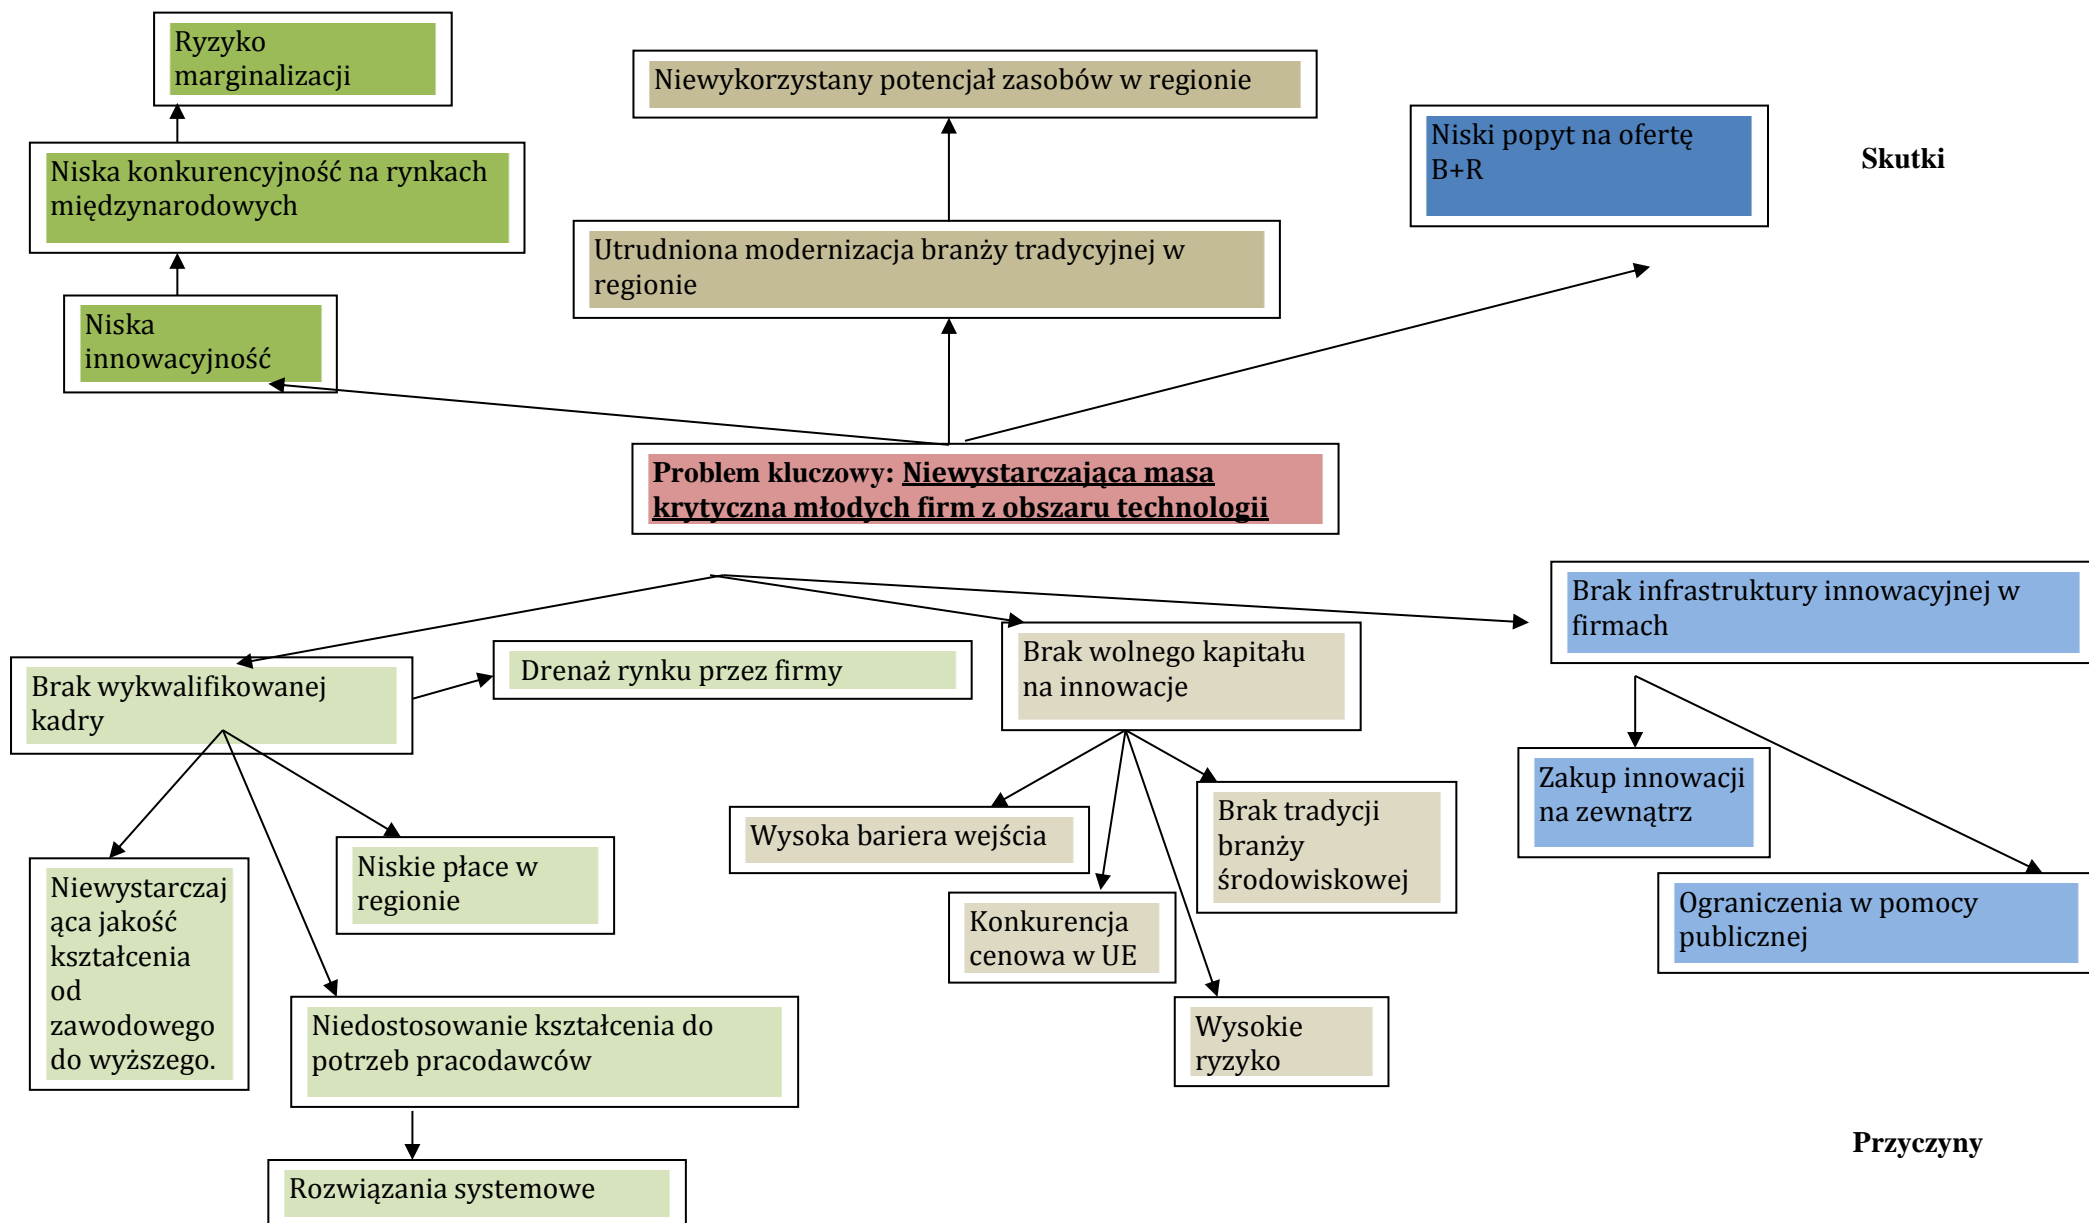 Ryzyko
marginalizacji
Niewykorzystany potencjał zasobów w regionie
Niski popyt na ofertę
B+R
Skutki
Niska konkurencyjność na rynkach
międzynarodowych
Utrudniona modernizacja branży tradycyjnej w
regionie
Niska
innowacyjność
Problem kluczowy: Niewystarczająca masa
krytyczna młodych firm z obszaru technologii
Brak infrastruktury innowacyjnej w
firmach
Brak wykwalifikowanej
kadry
Drenaż rynku przez firmy
Brak wolnego kapitału
na innowacje
Zakup innowacji
na zewnątrz
Wysoka bariera wejścia
Brak tradycji
branży
środowiskowej
Niewystarczaj
ąca jakość
kształcenia
od
zawodowego
do wyższego.
Niskie płace w
regionie
Konkurencja
cenowa w UE
Ograniczenia w pomocy
publicznej
Niedostosowanie kształcenia do
potrzeb pracodawców
Wysokie
ryzyko
Przyczyny
Rozwiązania systemowe